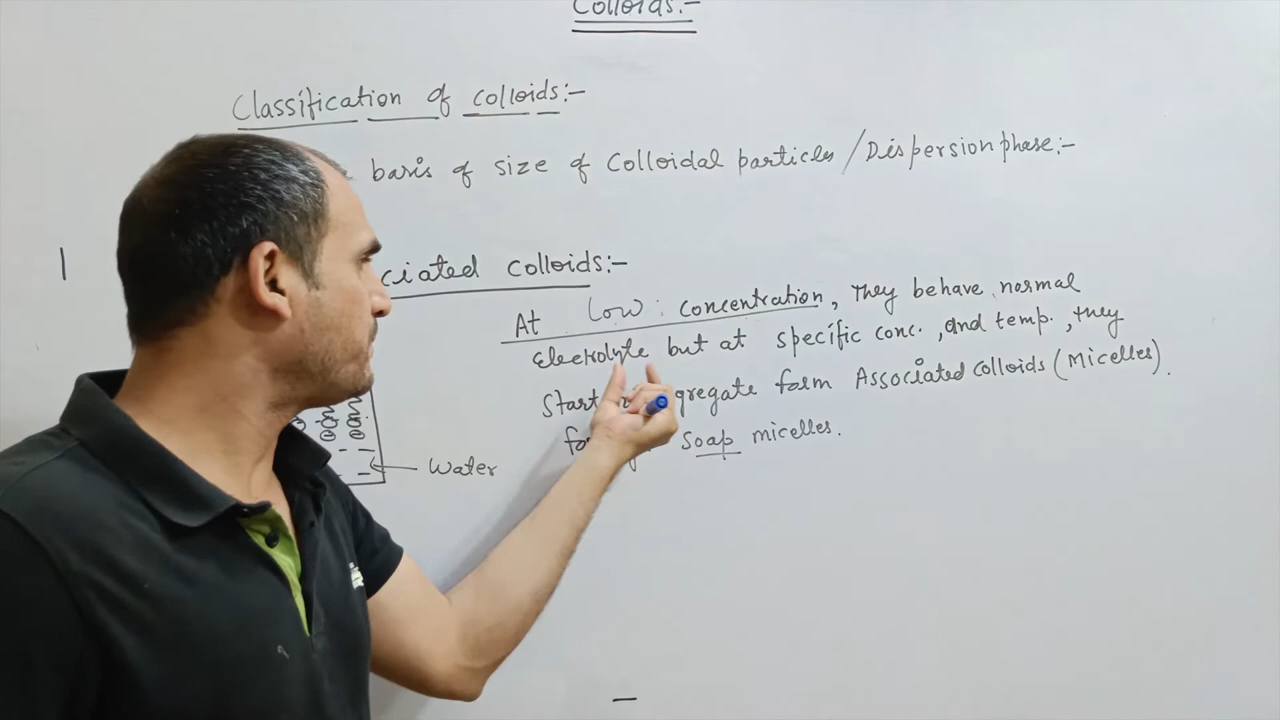 Colloids:-
Classification of Colloids:-
basis of size of Colloidal particles / Dispersion phase:-
ciated Colloids:-
At low concentration, They behave normal
Electrolyte but at specific conc. , and temp. , they
start gregate form Associated Colloids (Micelles).
Soap micelles.
Water